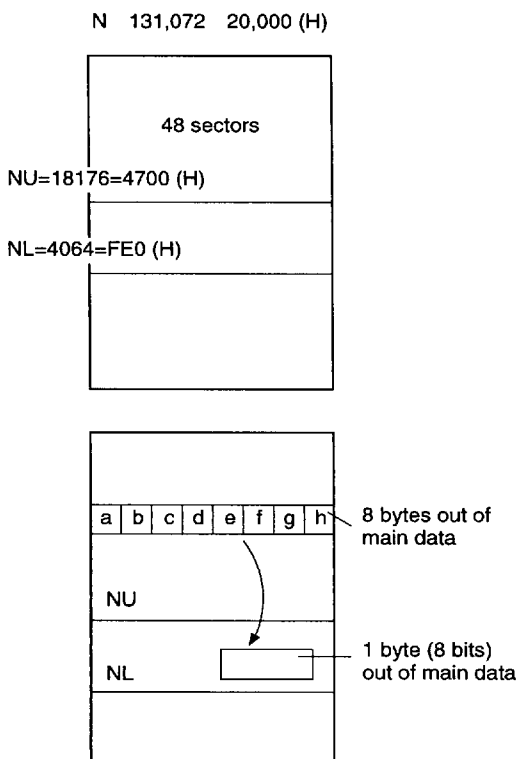 N 131,072 20,000 (H)
48 sectors
NU=18176=4700 (H)
NL=4064=FE0 (H)
a b c d e f g h
8 bytes out of
main data
NU
NL
1 byte (8 bits)
out of main data